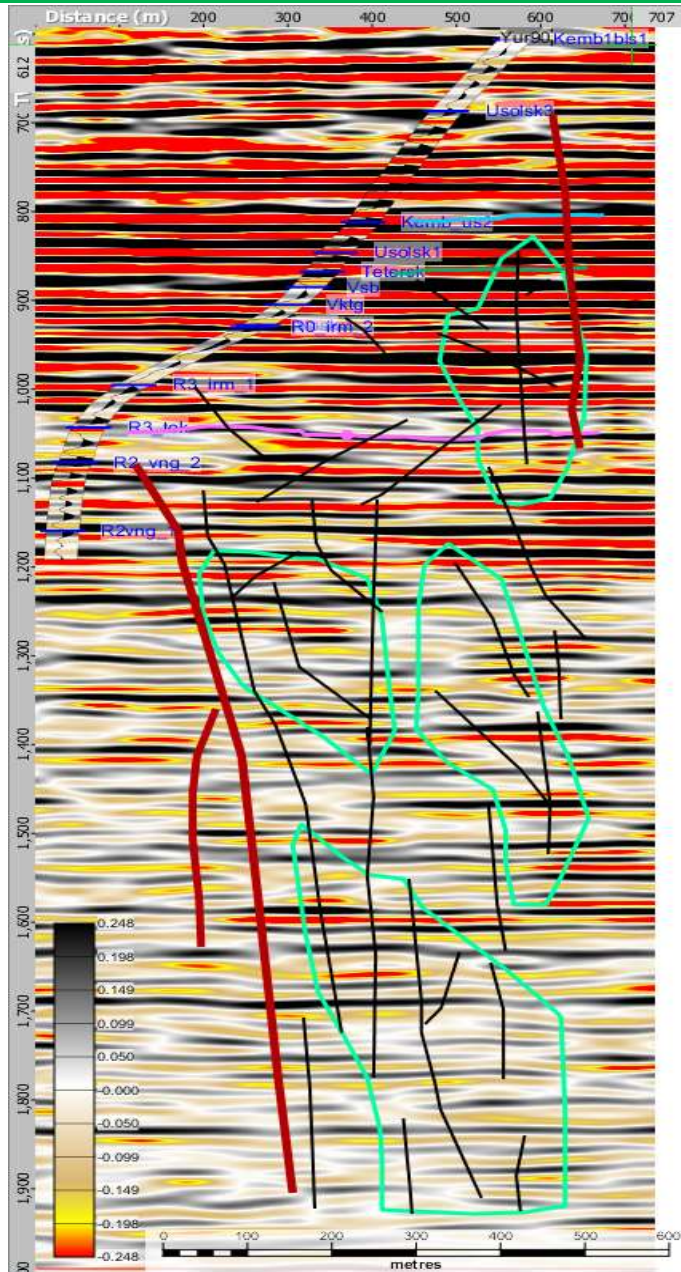 Distance (m) 200 300 400 500 600 707
Yur90 Kemb1bls1
612
Usolsk3
700
800
Kemb_us2
Usolsk1
Tetersk
Vsb
900
Vktg
R0_irm_2
1,000
R3_irm_1
R3_tok
1,100
R2_vng_2
R2vng_1
1,200
1,300
1,400
1,500
1,600
1,700
1,800
1,900
0.248
0.198
0.149
0.099
0.050
-0.000
-0.050
-0.099
-0.149
-0.198
-0.248
0 100 200 300 400 500 600
metres